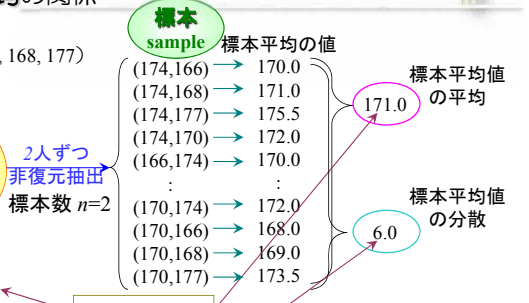 の関係
, 168, 177）
標本
sample
標本平均の値
(174,166) → 170.0
(174,168) → 171.0
(174,177) → 175.5
(174,170) → 172.0
(166,174) → 170.0
: :
(170,174) → 172.0
(170,166) → 168.0
(170,168) → 169.0
(170,177) → 173.5
2人ずつ
非復元抽出
標本数 n=2
標本平均値
の平均
171.0
標本平均値
の分散
6.0